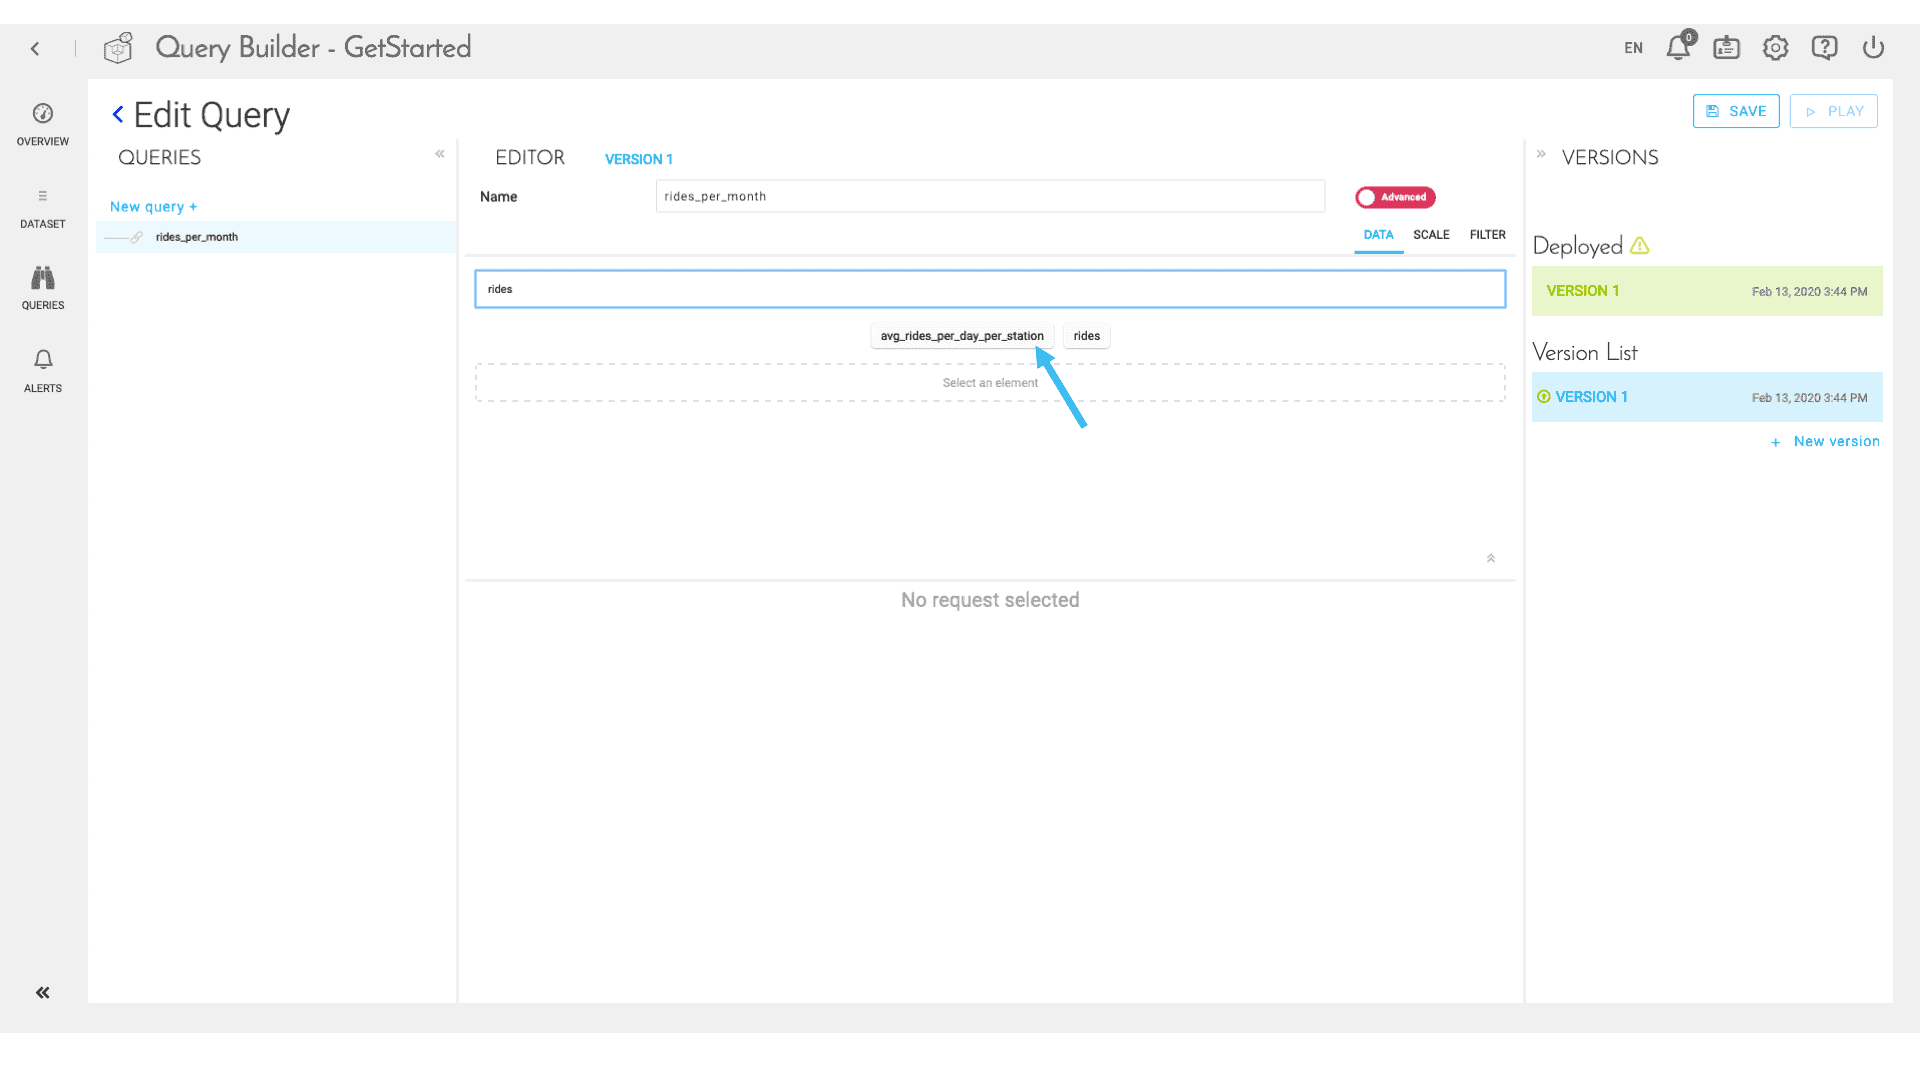 Query Builder - GetStarted
EN
0
OVERVIEW
DATASET
QUERIES
ALERTS
Edit Query
SAVE
PLAY
QUERIES
New query +
rides_per_month
EDITOR
VERSION 1
Name
rides_per_month
Advanced
DATA
SCALE
FILTER
rides
avg_rides_per_day_per_station
rides
Select an element
No request selected
VERSIONS
Deployed
VERSION 1
Feb 13, 2020 3:44 PM
Version List
VERSION 1
Feb 13, 2020 3:44 PM
+ New version